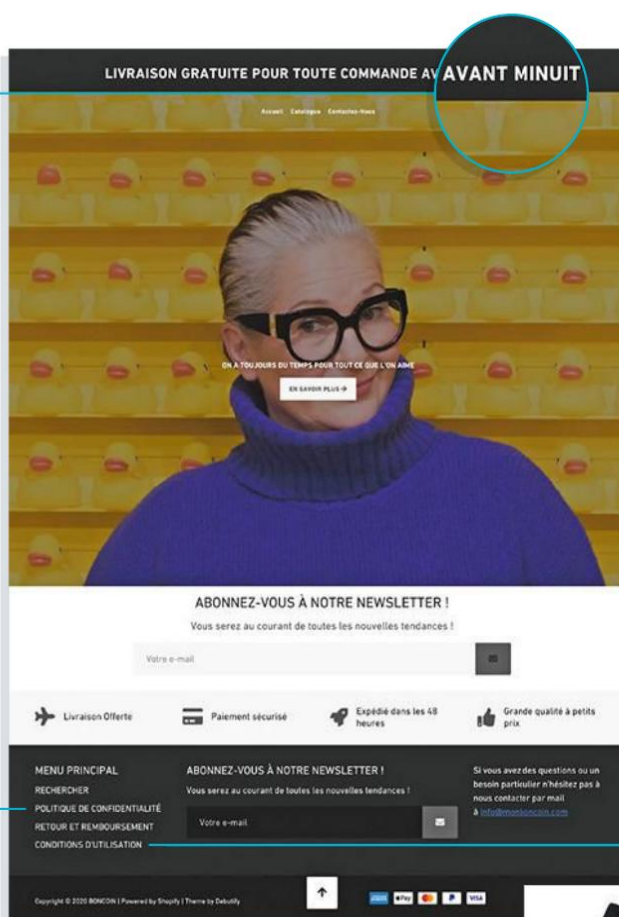 LIVRAISON GRATUITE POUR TOUTE COMMANDE AV AVANT MINUIT
Accueil Catalogue Contactez-Nous
ON A TOUJOURS DU TEMPS POUR TOUT CE QUE L'ON AIME
EN SAVOIR PLUS →
ABONNEZ-VOUS À NOTRE NEWSLETTER !
Vous serez au courant de toutes les nouvelles tendances !
Votre e-mail
Livraison Offerte
Paiement sécurisé
Expédié dans les 48
heures
Grande qualité à petits
prix
MENU PRINCIPAL
RECHERCHER
POLITIQUE DE CONFIDENTIALITÉ
RETOUR ET REMBOURSEMENT
CONDITIONS D'UTILISATION
ABONNEZ-VOUS À NOTRE NEWSLETTER !
Vous serez au courant de toutes les nouvelles tendances !
Votre e-mail
Si vous avez des questions ou un
besoin particulier n'hésitez pas à
nous contacter par mail
à info@monboncoin.com
Copyright © 2020 BONCOIN | Powered by Shopify | Theme by Debutify
Pay VISA